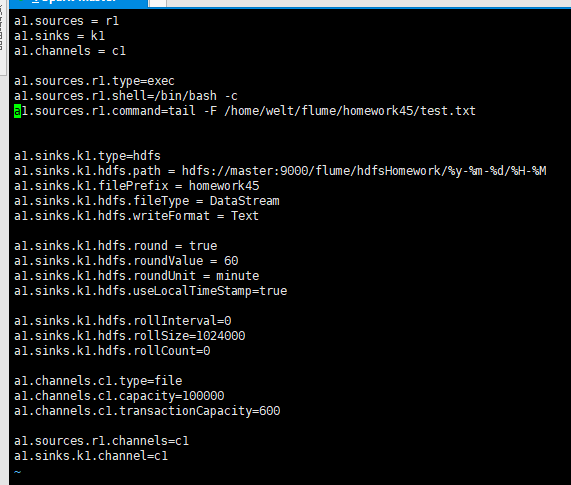 a1.sources = r1
a1.sinks = k1
a1.channels = c1
a1.sources.r1.type=exec
a1.sources.r1.shell=/bin/bash -c
a1.sources.r1.command=tail -F /home/welt/flume/homework45/test.txt
a1.sinks.k1.type=hdfs
a1.sinks.k1.hdfs.path = hdfs://master:9000/flume/hdfsHomework/%y-%m-%d/%H-%M
a1.sinks.k1.filePrefix = homework45
a1.sinks.k1.hdfs.fileType = DataStream
a1.sinks.k1.hdfs.writeFormat = Text
a1.sinks.k1.hdfs.round = true
a1.sinks.k1.hdfs.roundValue = 60
a1.sinks.k1.hdfs.roundUnit = minute
a1.sinks.k1.hdfs.useLocalTimeStamp=true
a1.sinks.k1.hdfs.rollInterval=0
a1.sinks.k1.hdfs.rollSize=1024000
a1.sinks.k1.hdfs.rollCount=0
a1.channels.c1.type=file
a1.channels.c1.capacity=100000
a1.channels.c1.transactionCapacity=600
a1.sources.r1.channels=c1
a1.sinks.k1.channel=c1
~